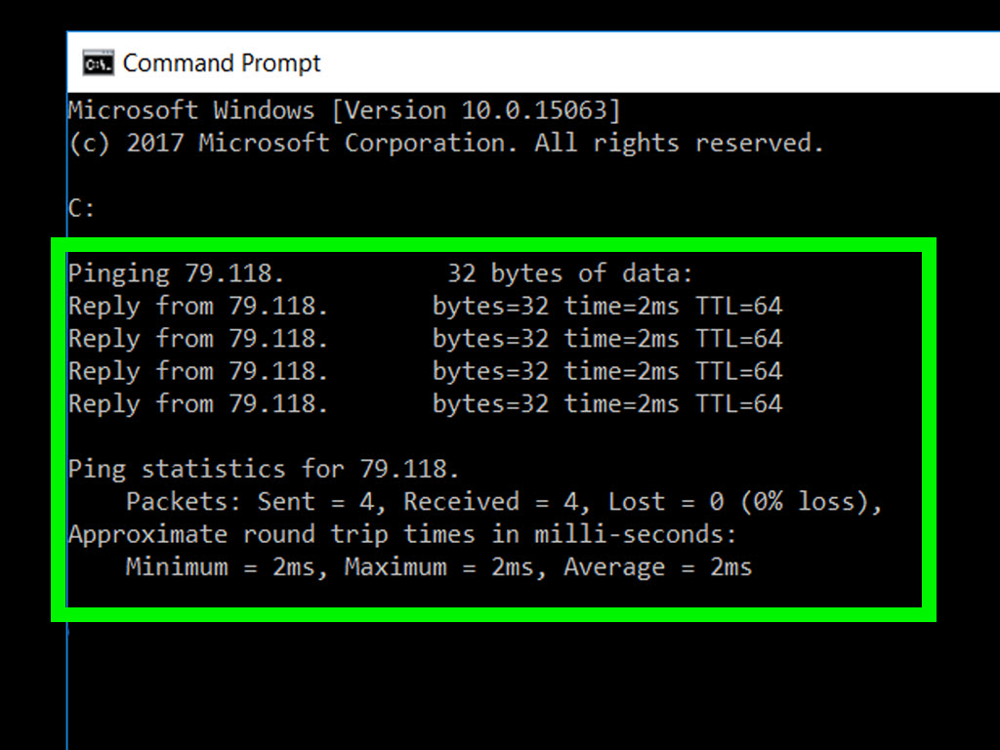 Command Prompt
Microsoft Windows [Version 10.0.15063]
(c) 2017 Microsoft Corporation. All rights reserved.
C:
Pinging 79.118. 32 bytes of data:
Reply from 79.118. bytes=32 time=2ms TTL=64
Reply from 79.118. bytes=32 time=2ms TTL=64
Reply from 79.118. bytes=32 time=2ms TTL=64
Reply from 79.118. bytes=32 time=2ms TTL=64
Ping statistics for 79.118.
Packets: Sent = 4, Received = 4, Lost = 0 (0% loss),
Approximate round trip times in milli-seconds:
Minimum = 2ms, Maximum = 2ms, Average = 2ms